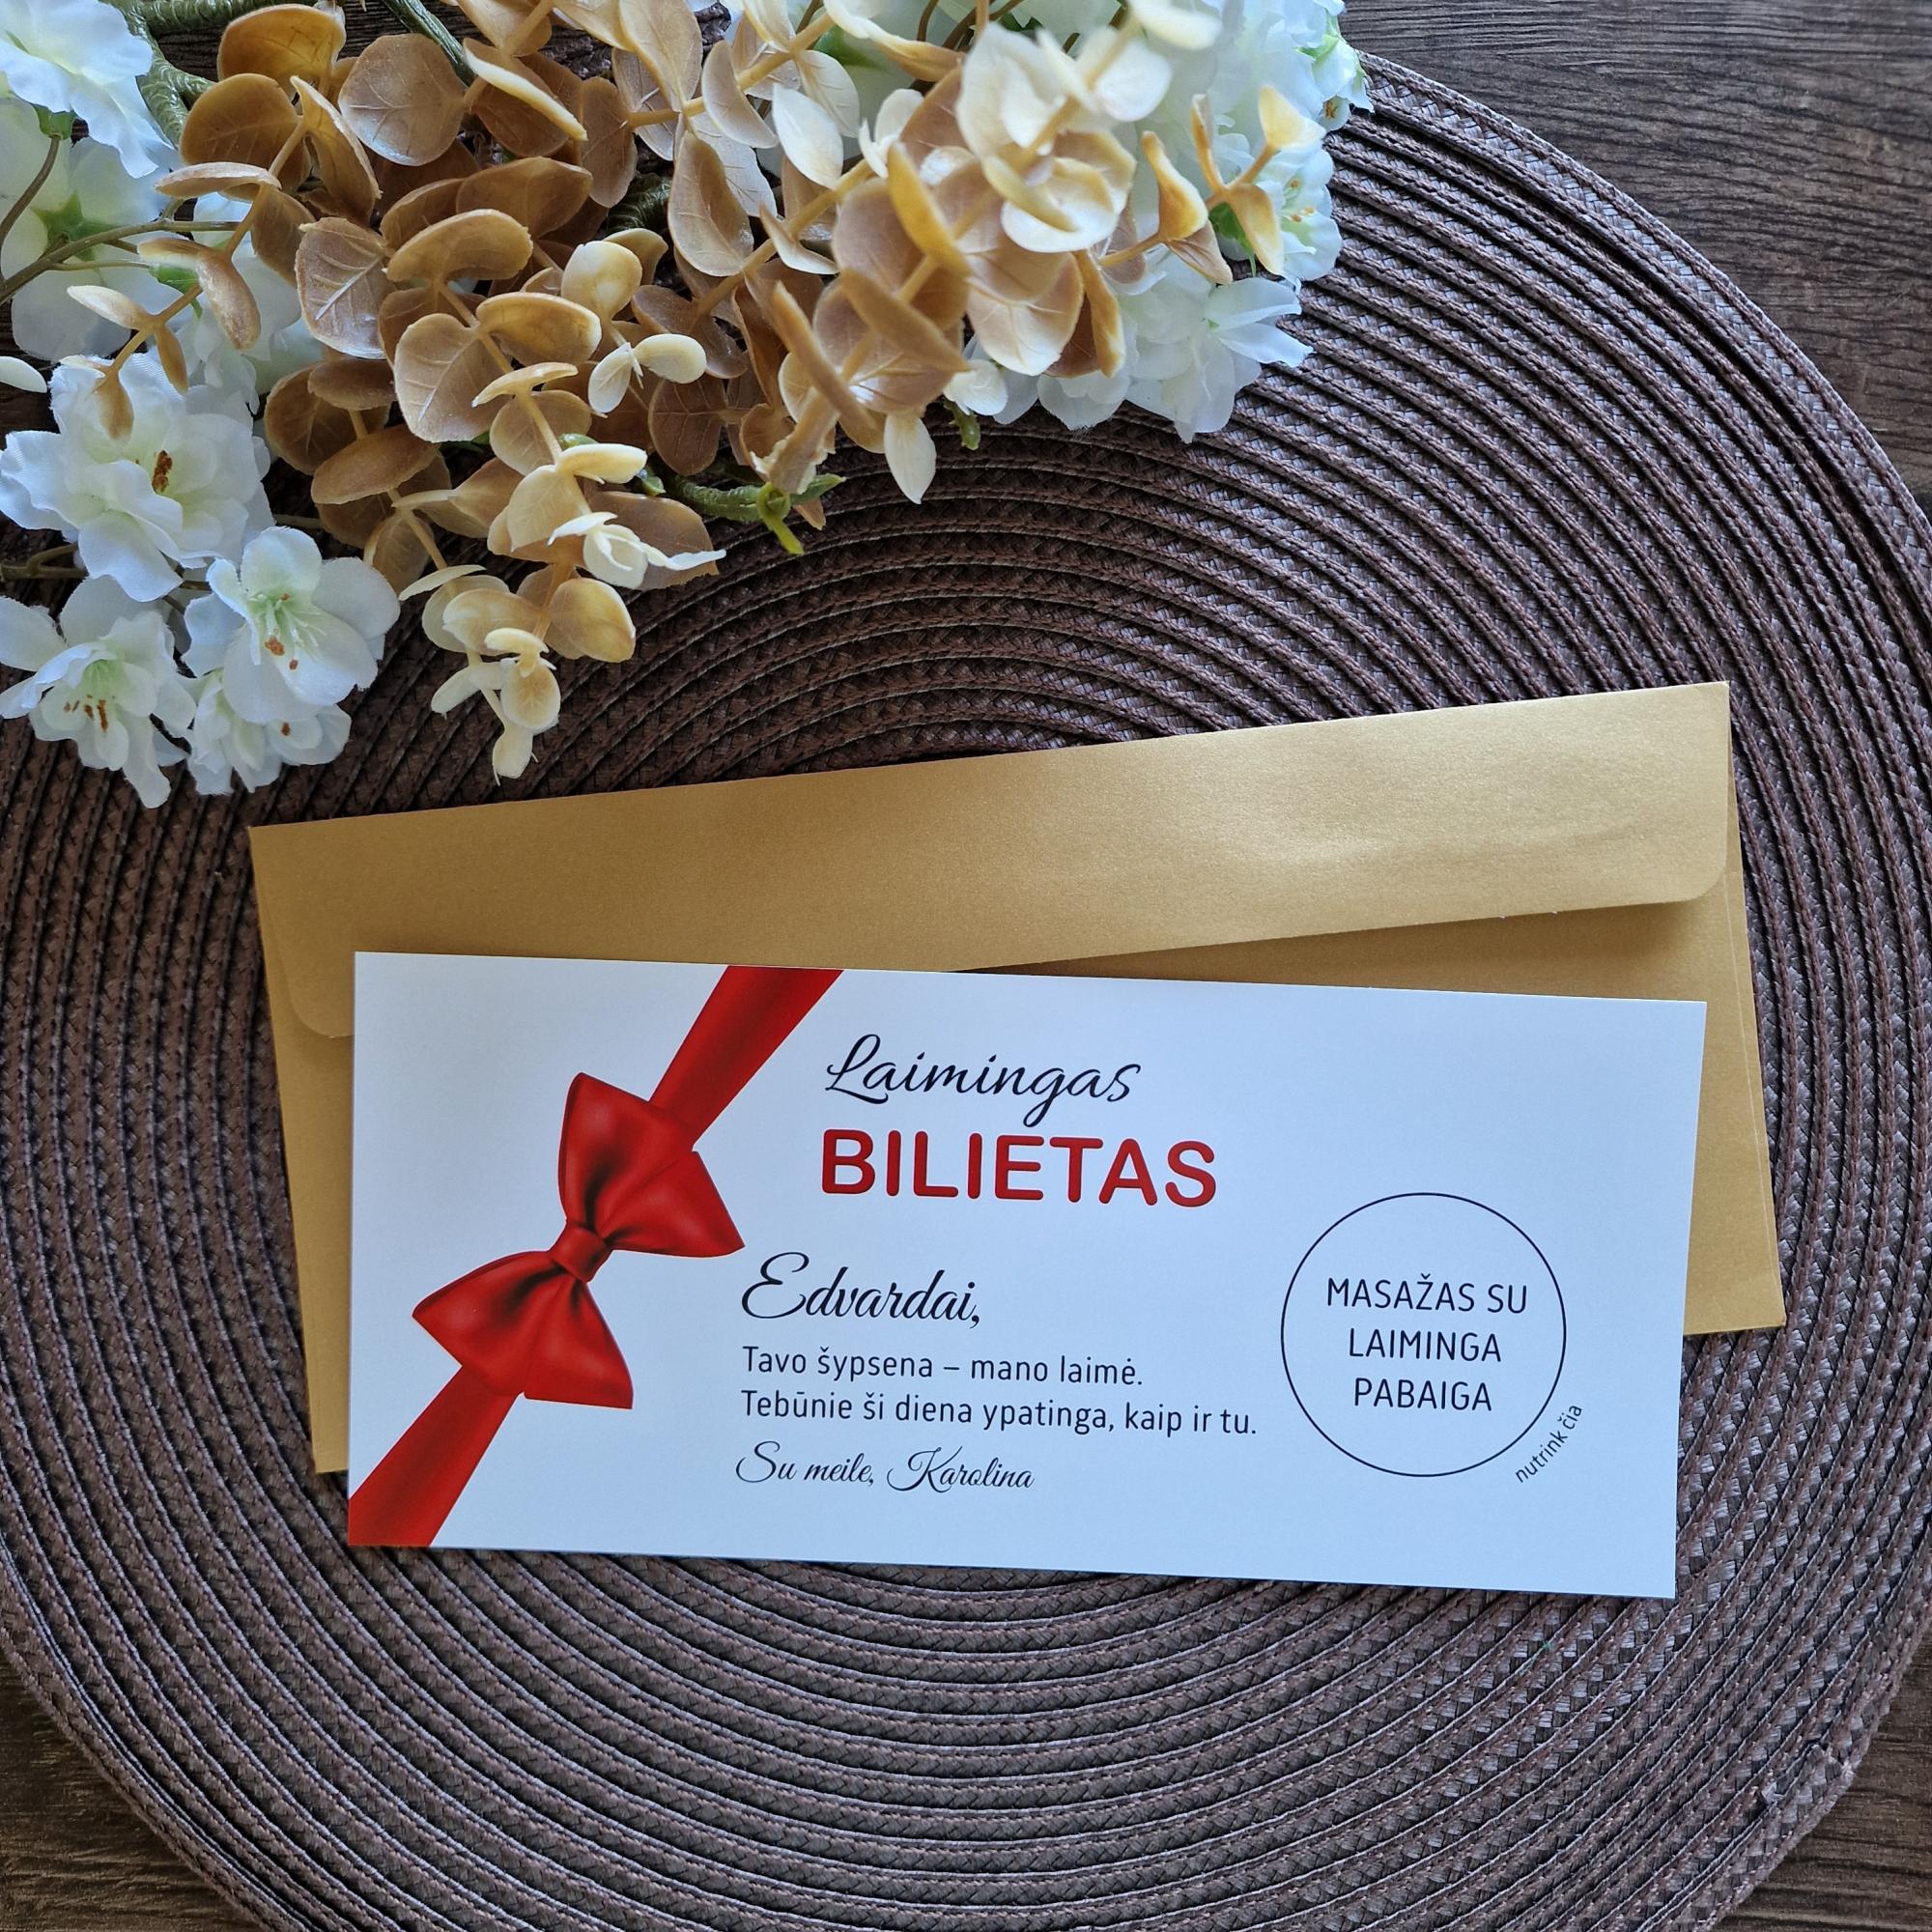 Laimingas
BILIETAS
Edvardai,
Tavo šypsena – mano laimė.
Tebūnie ši diena ypatinga, kaip ir tu.
Su meile, Karolina
MASAŽAS SU
LAIMINGA
PABAIGA
nutrink čia